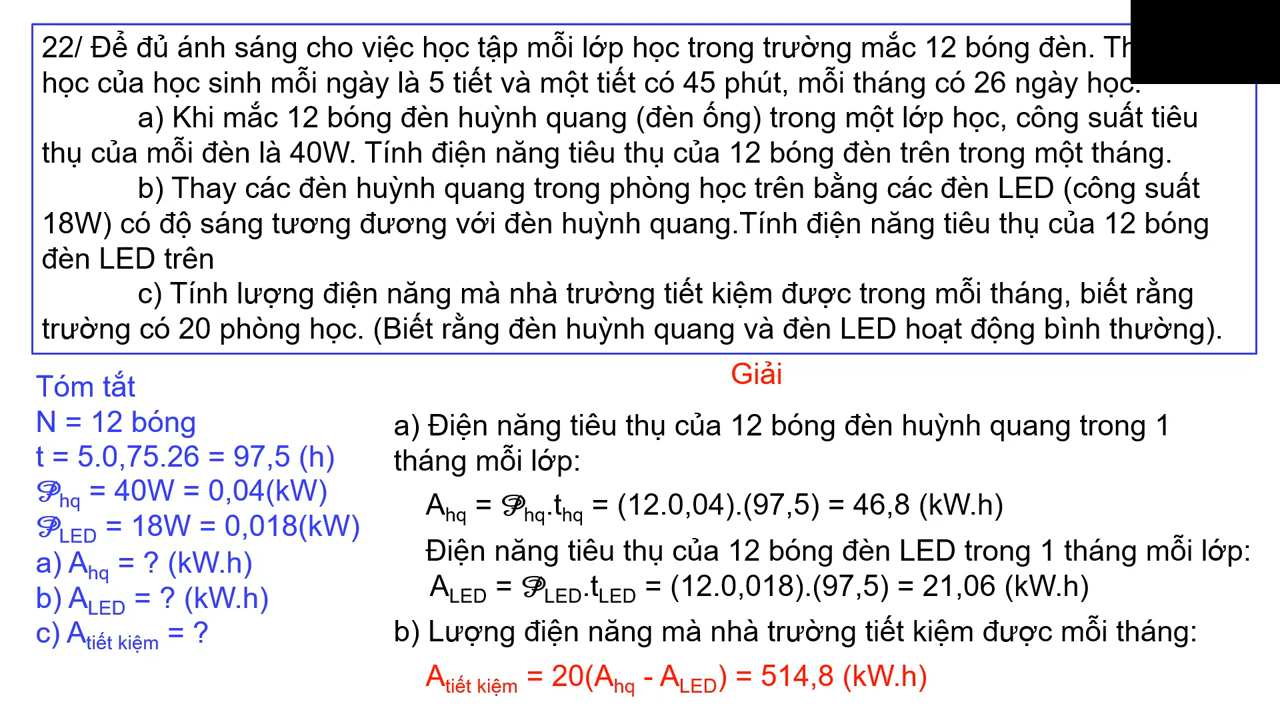 22/ Để đủ ánh sáng cho việc học tập mỗi lớp học trong trường mắc 12 bóng đèn.
học của học sinh mỗi ngày là 5 tiết và một tiết có 45 phút, mỗi tháng có 26 ngày học.
a) Khi mắc 12 bóng đèn huỳnh quang (đèn ống) trong một lớp học, công suất tiêu
thụ của mỗi đèn là 40W. Tính điện năng tiêu thụ của 12 bóng đèn trên trong một tháng.
b) Thay các đèn huỳnh quang trong phòng học trên bằng các đèn LED (công suất
18W) có độ sáng tương đương với đèn huỳnh quang.Tính điện năng tiêu thụ của 12 bóng
đèn LED trên
c) Tính lượng điện năng mà nhà trường tiết kiệm được trong mỗi tháng, biết rằng
trường có 20 phòng học. (Biết rằng đèn huỳnh quang và đèn LED hoạt động bình thường).
Tóm tắt
N = 12 bóng
t = 5.0,75.26 = 97,5 (h)
𝒫hq = 40W = 0,04(kW)
𝒫LED = 18W = 0,018(kW)
a) Ahq = ? (kW.h)
b) ALED = ? (kW.h)
c) Atiết kiệm = ?
Giải
a) Điện năng tiêu thụ của 12 bóng đèn huỳnh quang trong 1
tháng mỗi lớp:
Ahq = 𝒫hq.thq = (12.0,04).(97,5) = 46,8 (kW.h)
Điện năng tiêu thụ của 12 bóng đèn LED trong 1 tháng mỗi lớp:
ALED = 𝒫LED.tLED = (12.0,018).(97,5) = 21,06 (kW.h)
b) Lượng điện năng mà nhà trường tiết kiệm được mỗi tháng:
Atiết kiệm = 20(Ahq - ALED) = 514,8 (kW.h)